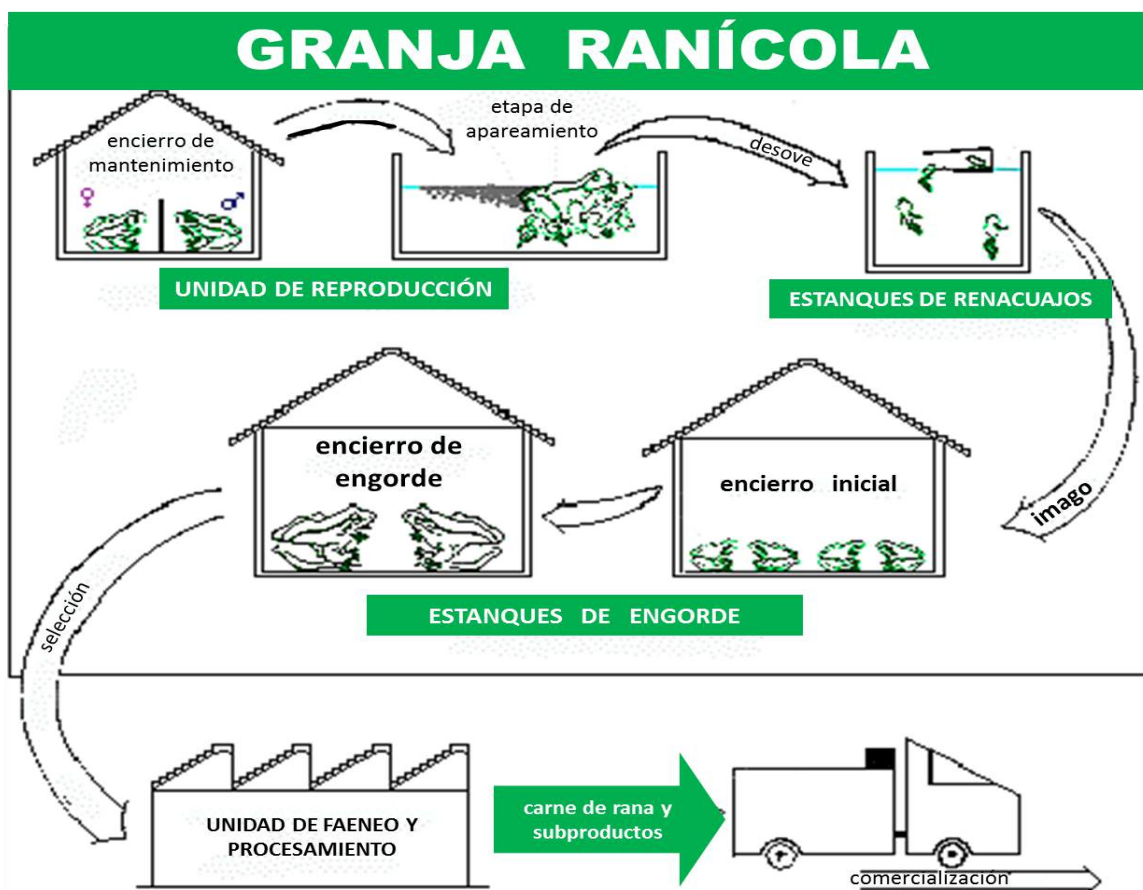 GRANJA RANÍCOLA
encierro de
mantenimiento
♀ ♂
etapa de
apareamiento
desove
UNIDAD DE REPRODUCCIÓN
ESTANQUES DE RENACUAJOS
imago
encierro inicial
encierro de
engorde
ESTANQUES DE ENGORDE
selección
UNIDAD DE FAENEO Y
PROCESAMIENTO
carne de rana y
subproductos
comercialización